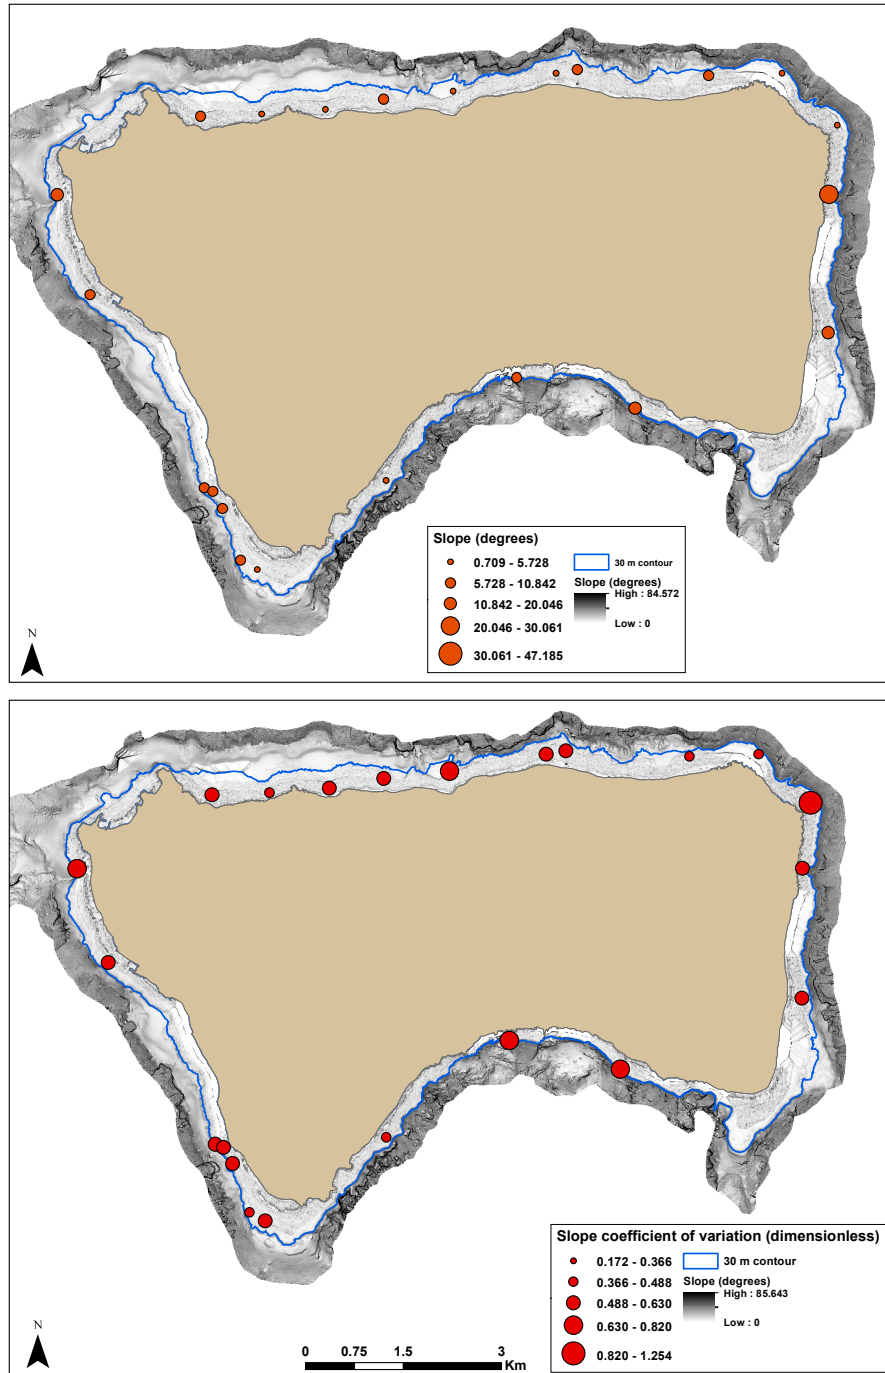 Slope (degrees)
0.709 - 5.728
5.728 - 10.842
10.842 - 20.046
20.046 - 30.061
30.061 - 47.185
30 m contour
Slope (degrees)
High : 84.572
Low : 0
N
Slope coefficient of variation (dimensionless)
0.172 - 0.366
0.366 - 0.488
0.488 - 0.630
0.630 - 0.820
0.820 - 1.254
30 m contour
Slope (degrees)
High : 85.643
Low : 0
N
0 0.75 1.5 3
Km